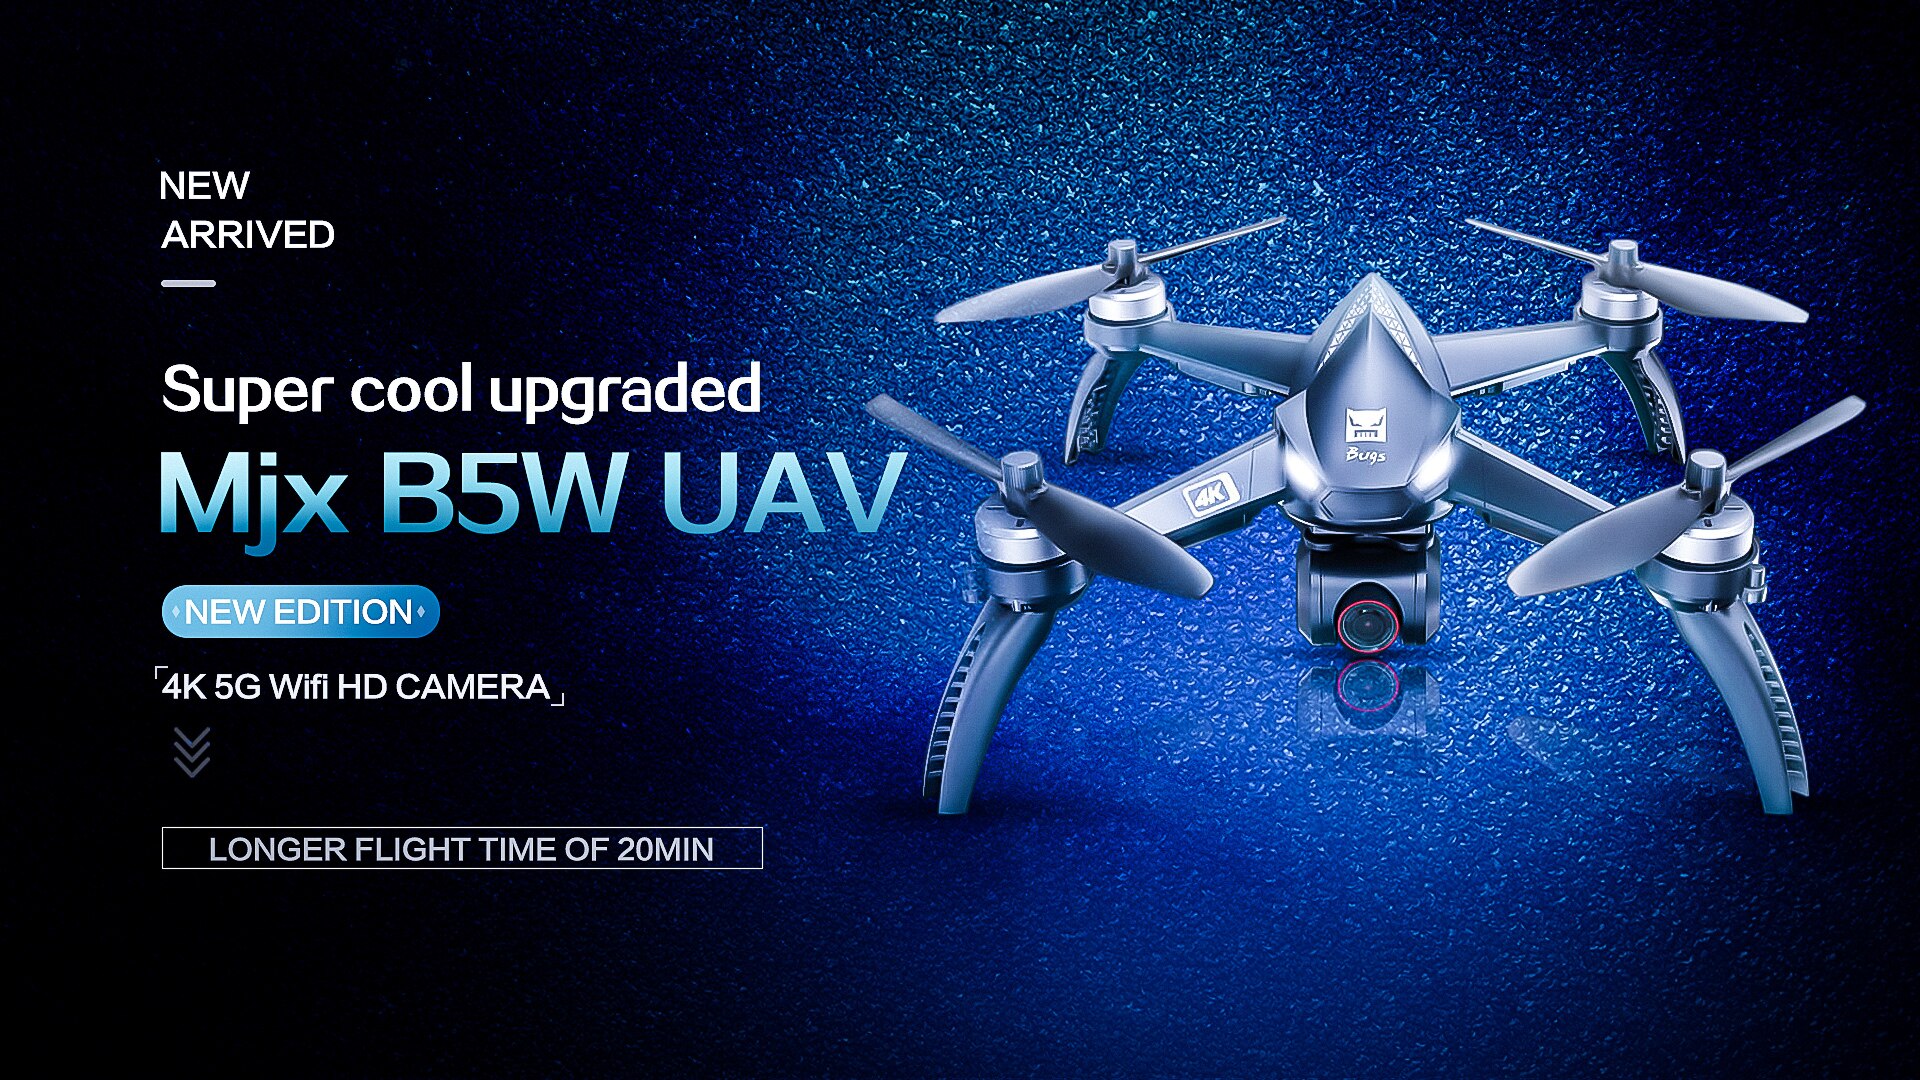 NEW
ARRIVED
Super cool upgraded
Mjx B5W UAV
NEW EDITION
4K 5G Wifi HD CAMERA
LONGER FLIGHT TIME OF 20MIN
Bugs
4K